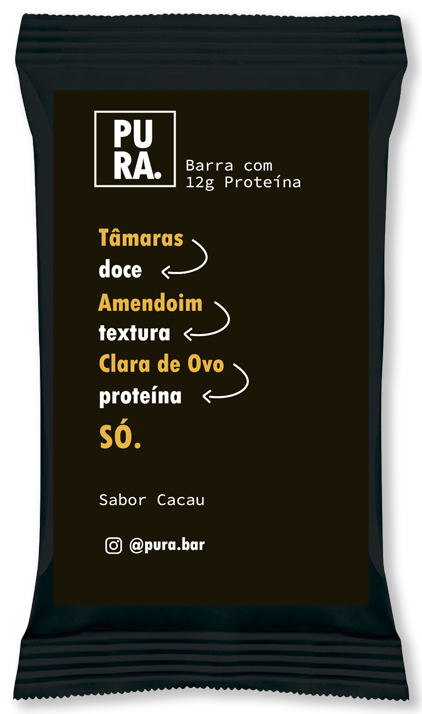 PU
RA.
Barra com
12g Proteína
Tâmaras
doce
Amendoim
textura
Clara de Ovo
proteína
SÓ.
Sabor Cacau
@pura.bar